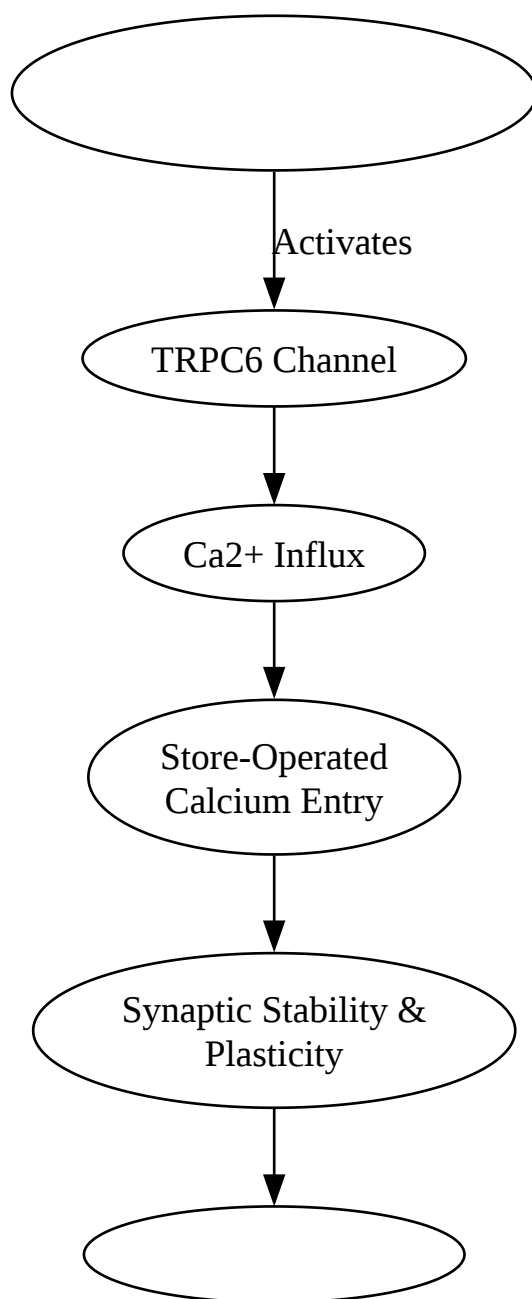 Activates
TRPC6 Channel
Ca2+ Influx
Store-Operated
Calcium Entry
Synaptic Stability &
Plasticity